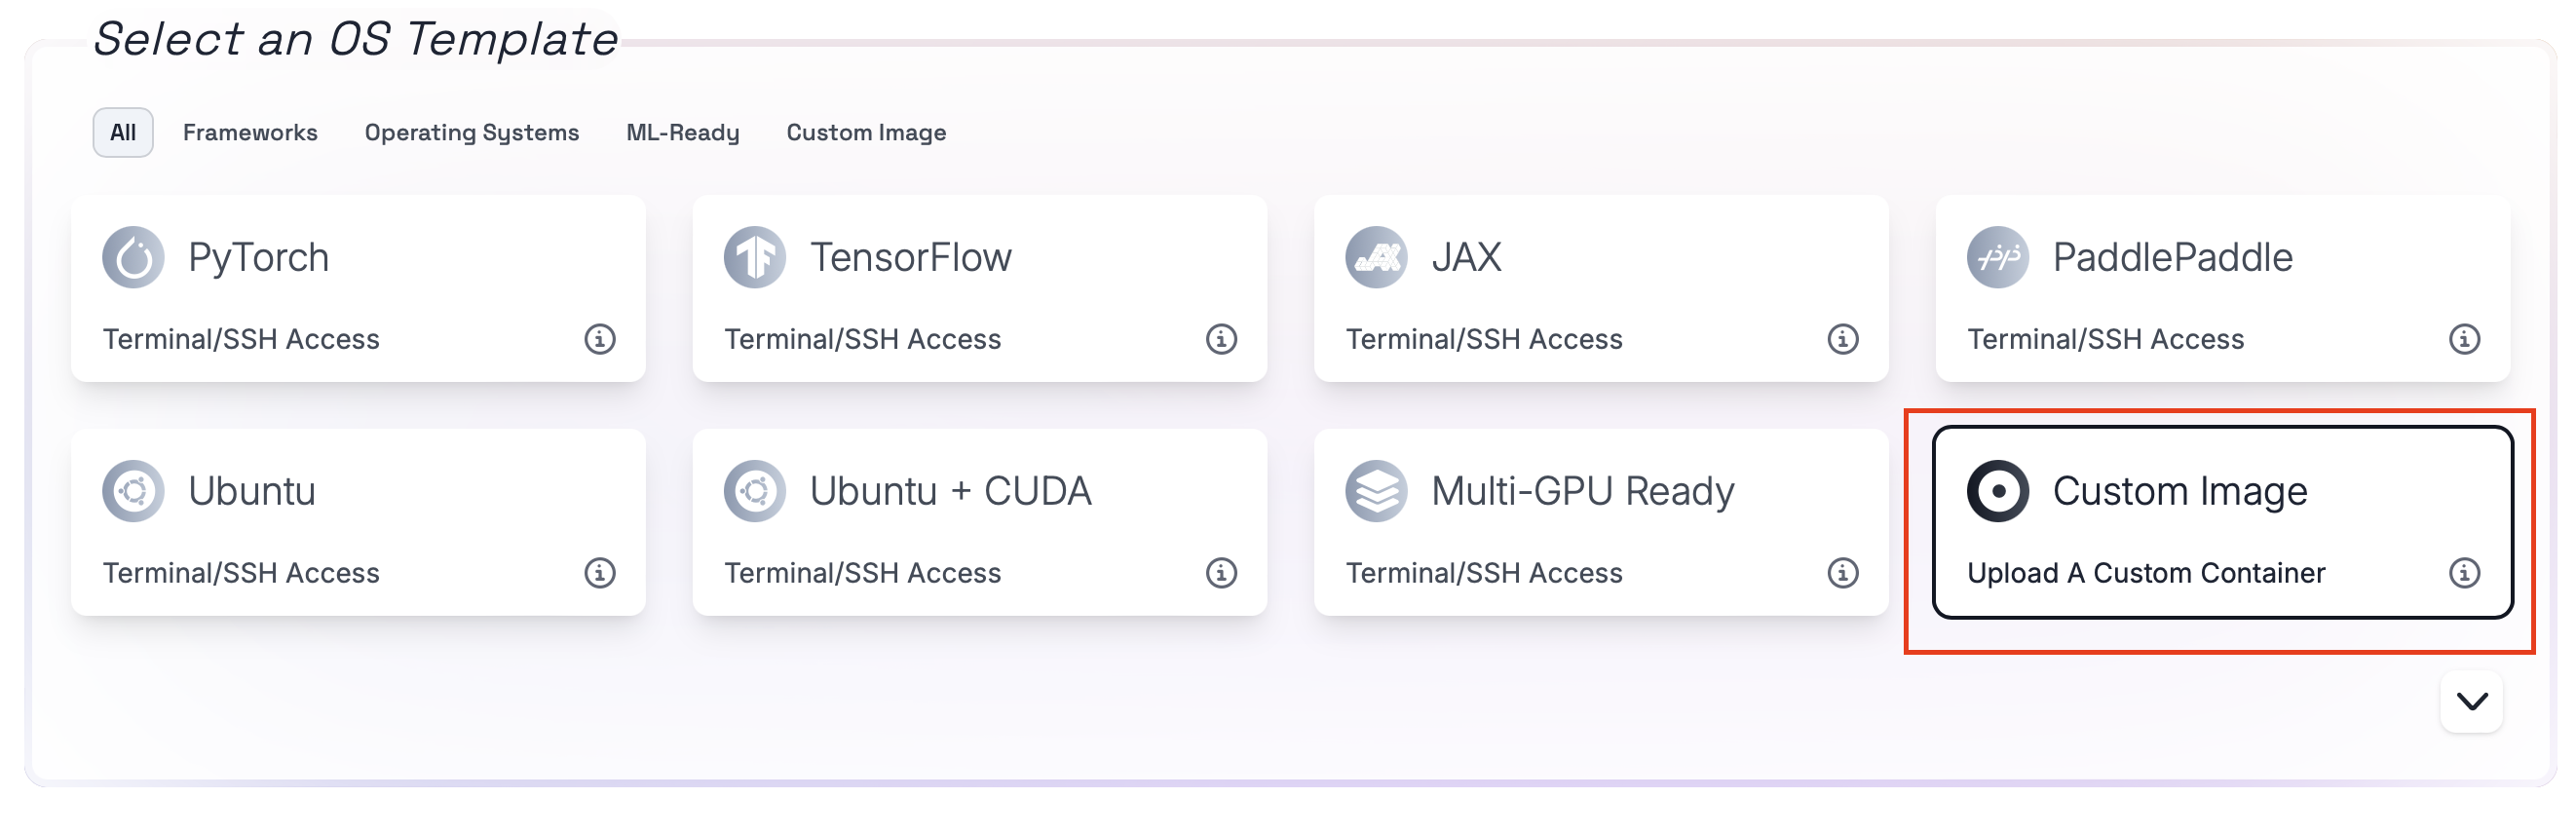 Select an OS Template
All Frameworks Operating Systems ML-Ready Custom Image
PyTorch TensorFlow JAX PaddlePaddle
Terminal/SSH Access Terminal/SSH Access Terminal/SSH Access Terminal/SSH Access
Ubuntu Ubuntu + CUDA Multi-GPU Ready Custom Image
Terminal/SSH Access Terminal/SSH Access Terminal/SSH Access Upload A Custom Container